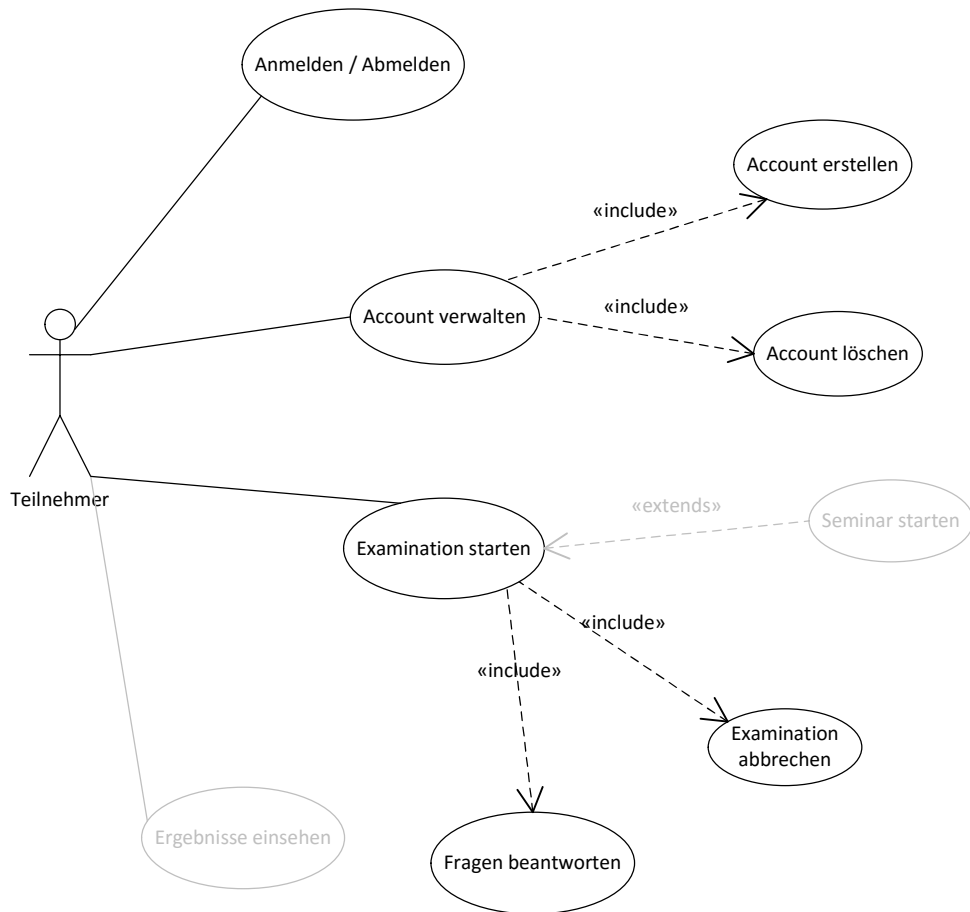 Anmelden / Abmelden
Account erstellen
«include»
Account verwalten
«include»
Account löschen
Teilnehmer
Examination starten
«extends»
Seminar starten
«include»
«include»
Examination
abbrechen
Ergebnisse einsehen
Fragen beantworten